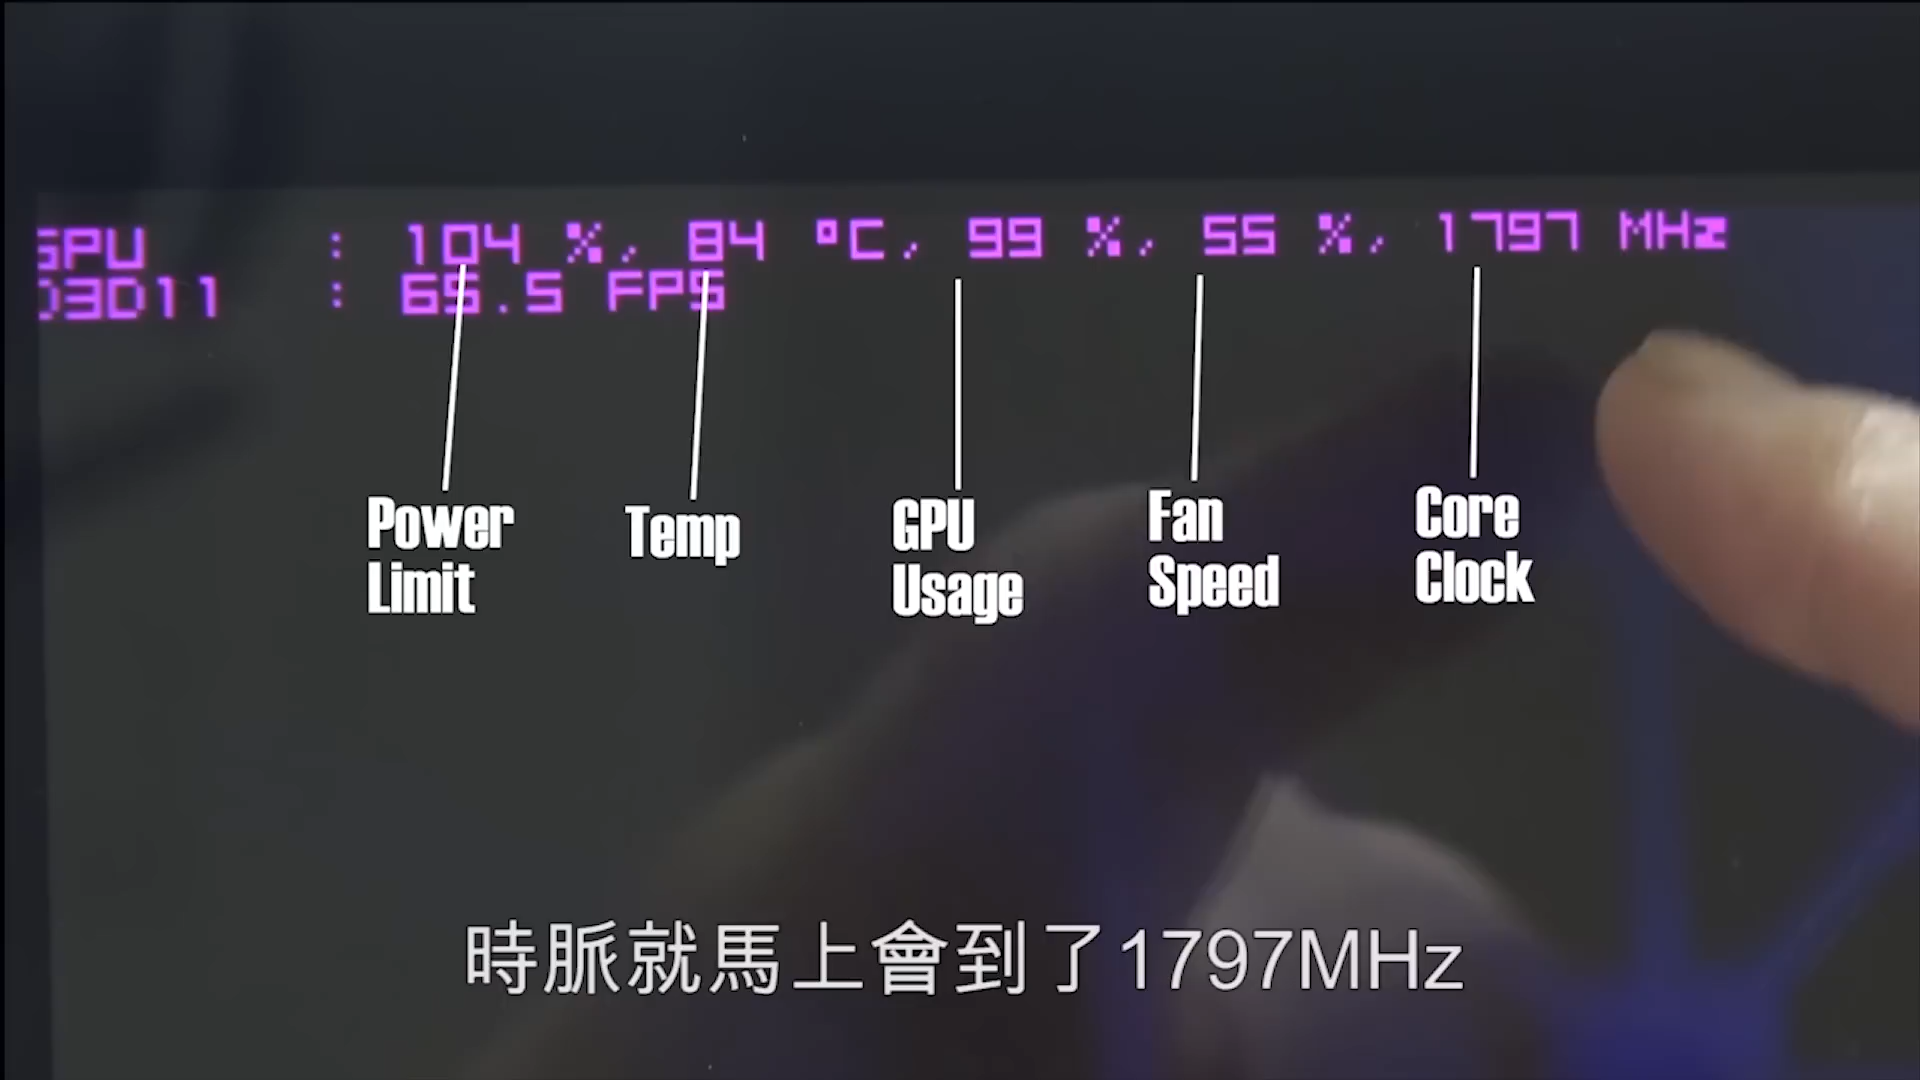 GPU : 104 %, 84 °C, 99 %, 55 %, 1797 MHz
D3D11 : 65.5 FPS
Power Limit
Temp
GPU Usage
Fan Speed
Core Clock
時脈就馬上會到了1797MHz